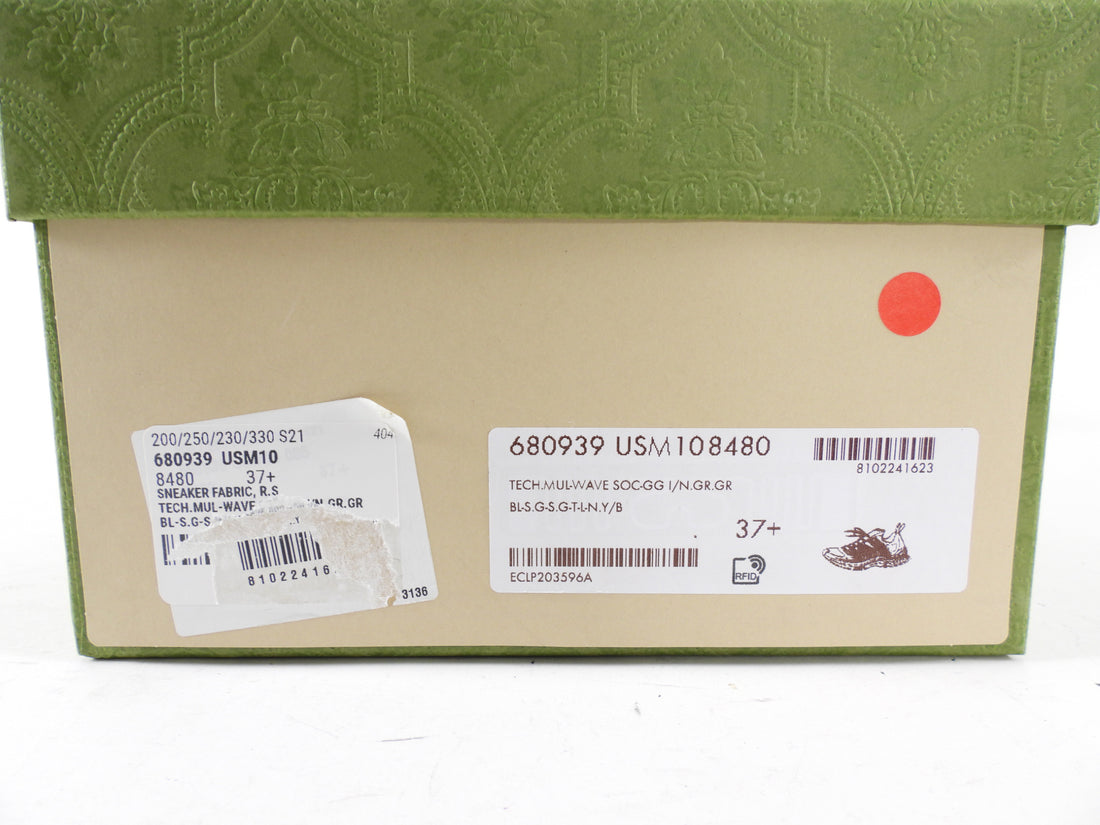 200/250/230/330 S21
404
680939 USM10
8480 37+
SNEAKER FABRIC, R.S
TECH.MUL-WAVE GR.GR
BL-S.G-S
81022416
3136
680939 USM108480
8102241623
TECH.MUL-WAVE SOC-GG I/N.GR.GR
BL-S.G-S.G-T-L-N.Y/B
37+
ECLP203596A
RFID